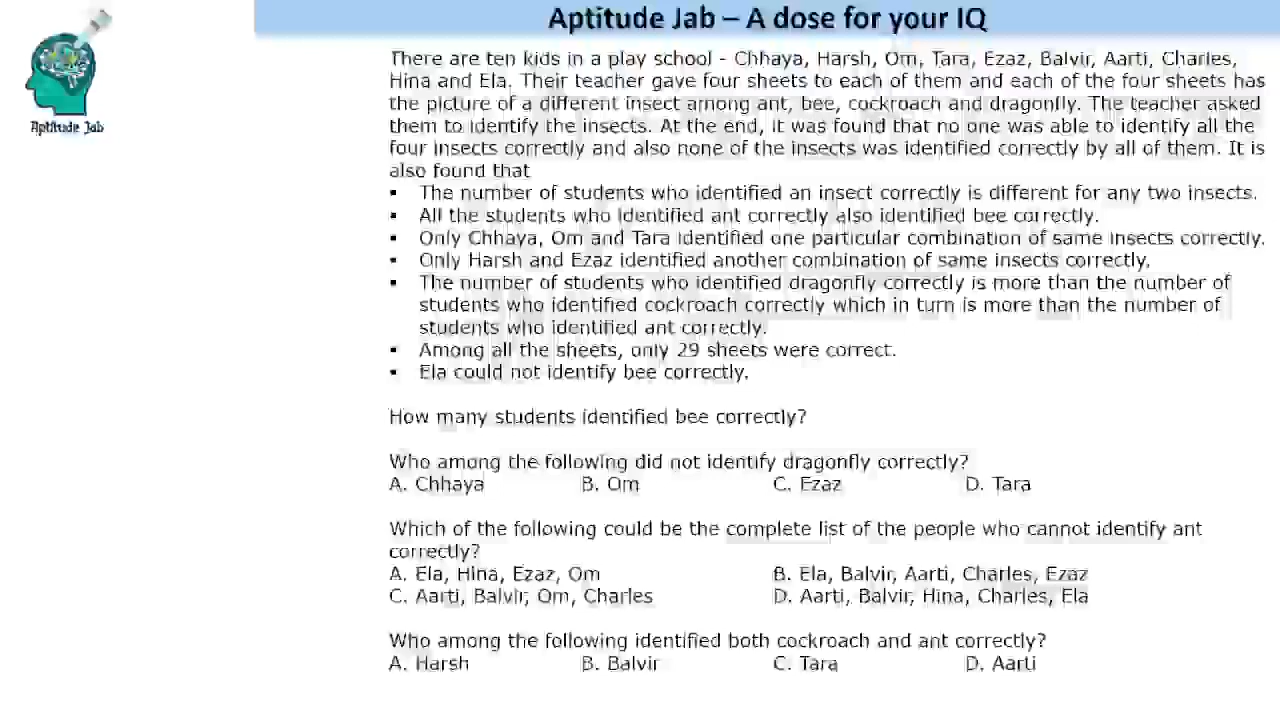 Aptitude Jab – A dose for your IQ
Aptitude Jab
There are ten kids in a play school - Chhaya, Harsh, Om, Tara, Ezaz, Balvir, Aarti, Charles,
Hina and Ela. Their teacher gave four sheets to each of them and each of the four sheets has
the picture of a different insect among ant, bee, cockroach and dragonfly. The teacher asked
them to identify the insects. At the end, it was found that no one was able to identify all the
four insects correctly and also none of the insects was identified correctly by all of them. It is
also found that
▪ The number of students who identified an insect correctly is different for any two insects.
▪ All the students who identified ant correctly also identified bee correctly.
▪ Only Chhaya, Om and Tara identified one particular combination of same insects correctly.
▪ Only Harsh and Ezaz identified another combination of same insects correctly.
▪ The number of students who identified dragonfly correctly is more than the number of
students who identified cockroach correctly which in turn is more than the number of
students who identified ant correctly.
▪ Among all the sheets, only 29 sheets were correct.
▪ Ela could not identify bee correctly.
How many students identified bee correctly?
Who among the following did not identify dragonfly correctly?
A. Chhaya B. Om C. Ezaz D. Tara
Which of the following could be the complete list of the people who cannot identify ant
correctly?
A. Ela, Hina, Ezaz, Om B. Ela, Balvir, Aarti, Charles, Ezaz
C. Aarti, Balvir, Om, Charles D. Aarti, Balvir, Hina, Charles, Ela
Who among the following identified both cockroach and ant correctly?
A. Harsh B. Balvir C. Tara D. Aarti